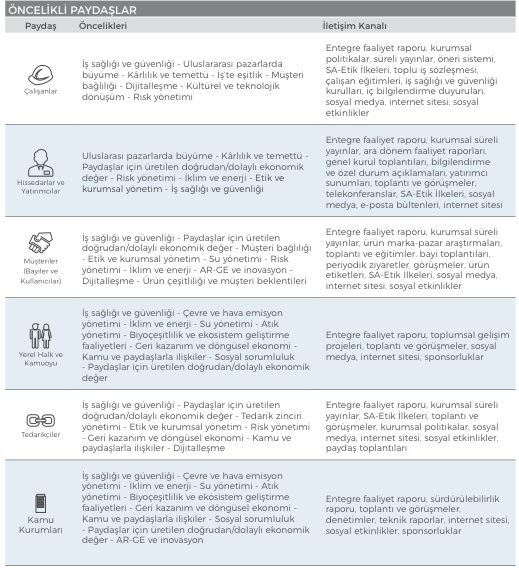 ÖNCELİKLİ PAYDAŞLAR
Paydaş Öncelikleri İletişim Kanalı
Çalışanlar
İş sağlığı ve güvenliği - Uluslararası pazarlarda
büyüme - Kârlılık ve temettü - İş'te eşitlik - Müşteri
bağlılığı - Dijitalleşme - Kültürel ve teknolojik
dönüşüm - Risk yönetimi
Entegre faaliyet raporu, kurumsal
politikalar, süreli yayınlar, öneri sistemi,
SA-Etik İlkeleri, toplu iş sözleşmesi,
çalışan eğitimleri, iş sağlığı ve güvenliği
kurulları, iç bilgilendirme duyuruları,
sosyal medya, internet sitesi, sosyal
etkinlikler
Hissedarlar ve
Yatırımcılar
Uluslarası pazarlarda büyüme - Kârlılık ve temettü -
Paydaşlar için üretilen doğrudan/dolaylı ekonomik
değer - Risk yönetimi - İklim ve enerji - Etik ve
kurumsal yönetim - İş sağlığı ve güvenliği
Entegre faaliyet raporu, kurumsal süreli
yayınlar, ara dönem faaliyet raporları,
genel kurul toplantıları, bilgilendirme
ve özel durum açıklamaları, yatırımcı
sunumları, toplantı ve görüşmeler,
telekonferanslar, SA-Etik İlkeleri, sosyal
medya, e-posta bültenleri, internet sitesi
Müşteriler
(Bayiler ve
Kullanıcılar)
İş sağlığı ve güvenliği - Paydaşlar için üretilen
doğrudan/dolaylı ekonomik değer - Müşteri bağlılığı
- Etik ve kurumsal yönetim - Su yönetimi - Risk
yönetimi - İklim ve enerji - AR-GE ve inovasyon -
Dijitalleşme - Ürün çeşitliliği ve müşteri beklentileri
Entegre faaliyet raporu, kurumsal süreli
yayınlar, ürün marka-pazar araştırmaları,
toplantı ve eğitimler, bayi toplantıları,
periyodik ziyaretler, görüşmeler, ürün
etiketleri, SA-Etik İlkeleri, sosyal medya,
internet sitesi, sosyal etkinlikler
Yerel Halk ve
Kamuoyu
İş sağlığı ve güvenliği - Çevre ve hava emisyon
yönetimi - İklim ve enerji - Su yönetimi - Atık
yönetimi - Biyoçeşitlilik ve ekosistem geliştirme
faaliyetleri - Geri kazanım ve döngüsel ekonomi -
Kamu ve paydaşlarla ilişkiler - Sosyal sorumluluk
- Paydaşlar için üretilen doğrudan/dolaylı ekonomik
değer
Entegre faaliyet raporu, toplumsal gelişim
projeleri, toplantı ve görüşmeler, sosyal
medya, internet sitesi, sponsorluklar
Tedarikçiler
İş sağlığı ve güvenliği - Paydaşlar için üretilen
doğrudan/dolaylı ekonomik değer - Tedarik zinciri
yönetimi - Etik ve kurumsal yönetim - Risk yönetimi
- Geri kazanım ve döngüsel ekonomi - Kamu ve
paydaşlarla ilişkiler - Dijitalleşme
Entegre faaliyet raporu, kurumsal süreli
yayınlar, SA-Etik İlkeleri, toplantı ve
görüşmeler, kurumsal politikalar, sosyal
medya, internet sitesi, sosyal etkinlikler,
paydaş toplantıları
Kamu
Kurumları
İş sağlığı ve güvenliği - Çevre ve hava emisyon
yönetimi - İklim ve enerji - Su yönetimi - Atık
yönetimi - Biyoçeşitlilik ve ekosistem geliştirme
faaliyetleri - Geri kazanım ve döngüsel ekonomi
- Kamu ve paydaşlarla ilişkiler - Sosyal sorumluluk
- Paydaşlar için üretilen doğrudan/dolaylı ekonomik
değer - AR-GE ve inovasyon
Entegre faaliyet raporu, sürdürülebilirlik
raporu, toplantı ve görüşmeler,
denetimler, teknik raporlar, internet sitesi,
sosyal etkinlikler, sponsorluklar